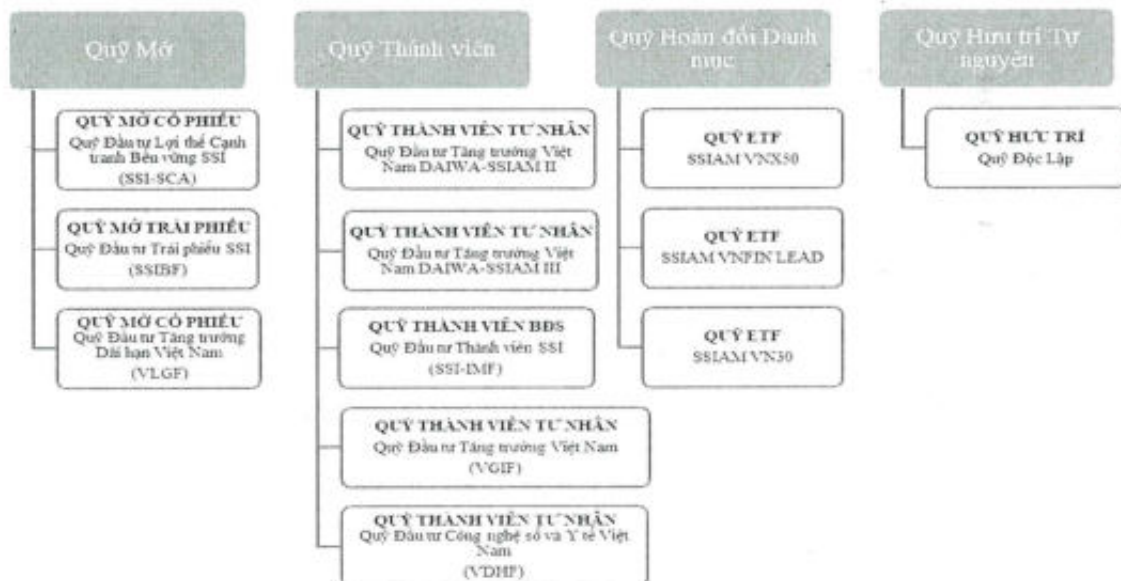 Quỹ Mở
QUỸ MỞ CỔ PHIẾU
Quỹ Đầu tư Lợi thế Cạnh
tranh Bền vững SSI
(SSI-SCA)
QUỸ MỞ TRÁI PHIẾU
Quỹ Đầu tư Trái phiếu SSI
(SSIBF)
QUỸ MỞ CỔ PHIẾU
Quỹ Đầu tư Tăng trưởng
Dài hạn Việt Nam
(VLGF)
Quỹ Thành viên
QUỸ THÀNH VIÊN TƯ NHÂN
Quỹ Đầu tư Tăng trưởng Việt
Nam DAIWA-SSIAM II
QUỸ THÀNH VIÊN TƯ NHÂN
Quỹ Đầu tư Tăng trưởng Việt
Nam DAIWA-SSIAM III
QUỸ THÀNH VIÊN BĐS
Quỹ Đầu tư Thành viên SSI
(SSI-IMF)
QUỸ THÀNH VIÊN TƯ NHÂN
Quỹ Đầu tư Tăng trưởng Việt Nam
(VGIF)
QUỸ THÀNH VIÊN TƯ NHÂN
Quỹ Đầu tư Công nghệ số và Y tế Việt
Nam
(VDHF)
Quỹ Hoán đổi Danh
mục
QUỸ ETF
SSIAM VNX50
QUỸ ETF
SSIAM VNFIN LEAD
QUỸ ETF
SSIAM VN30
Quỹ Hưu trí Tự
nguyện
QUỸ HƯU TRÍ
Quỹ Độc Lập